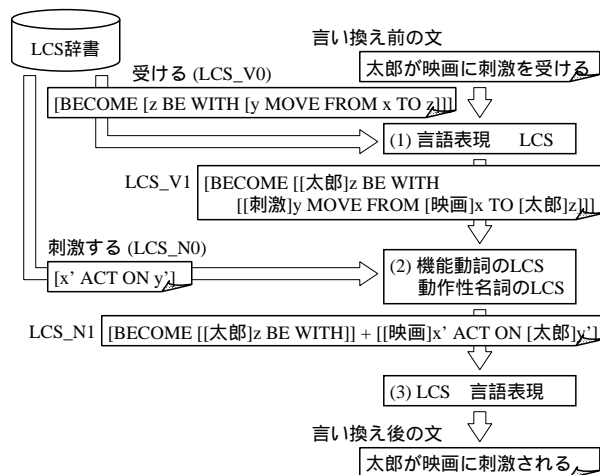 LCS辞書
言い換え前の文
太郎が映画に刺激を受ける
受ける (LCS_V0)
[BECOME [z BE WITH [y MOVE FROM x TO z]]]
(1) 言語表現 LCS
LCS_V1
[BECOME [[太郎]z BE WITH
[[刺激]y MOVE FROM [映画]x TO [太郎]z]]]
刺激する (LCS_N0)
[x' ACT ON y']
(2) 機能動詞のLCS
動作性名詞のLCS
LCS_N1 [BECOME [[太郎]z BE WITH]] + [[映画]x' ACT ON [太郎]y']
(3) LCS 言語表現
言い換え後の文
太郎が映画に刺激される